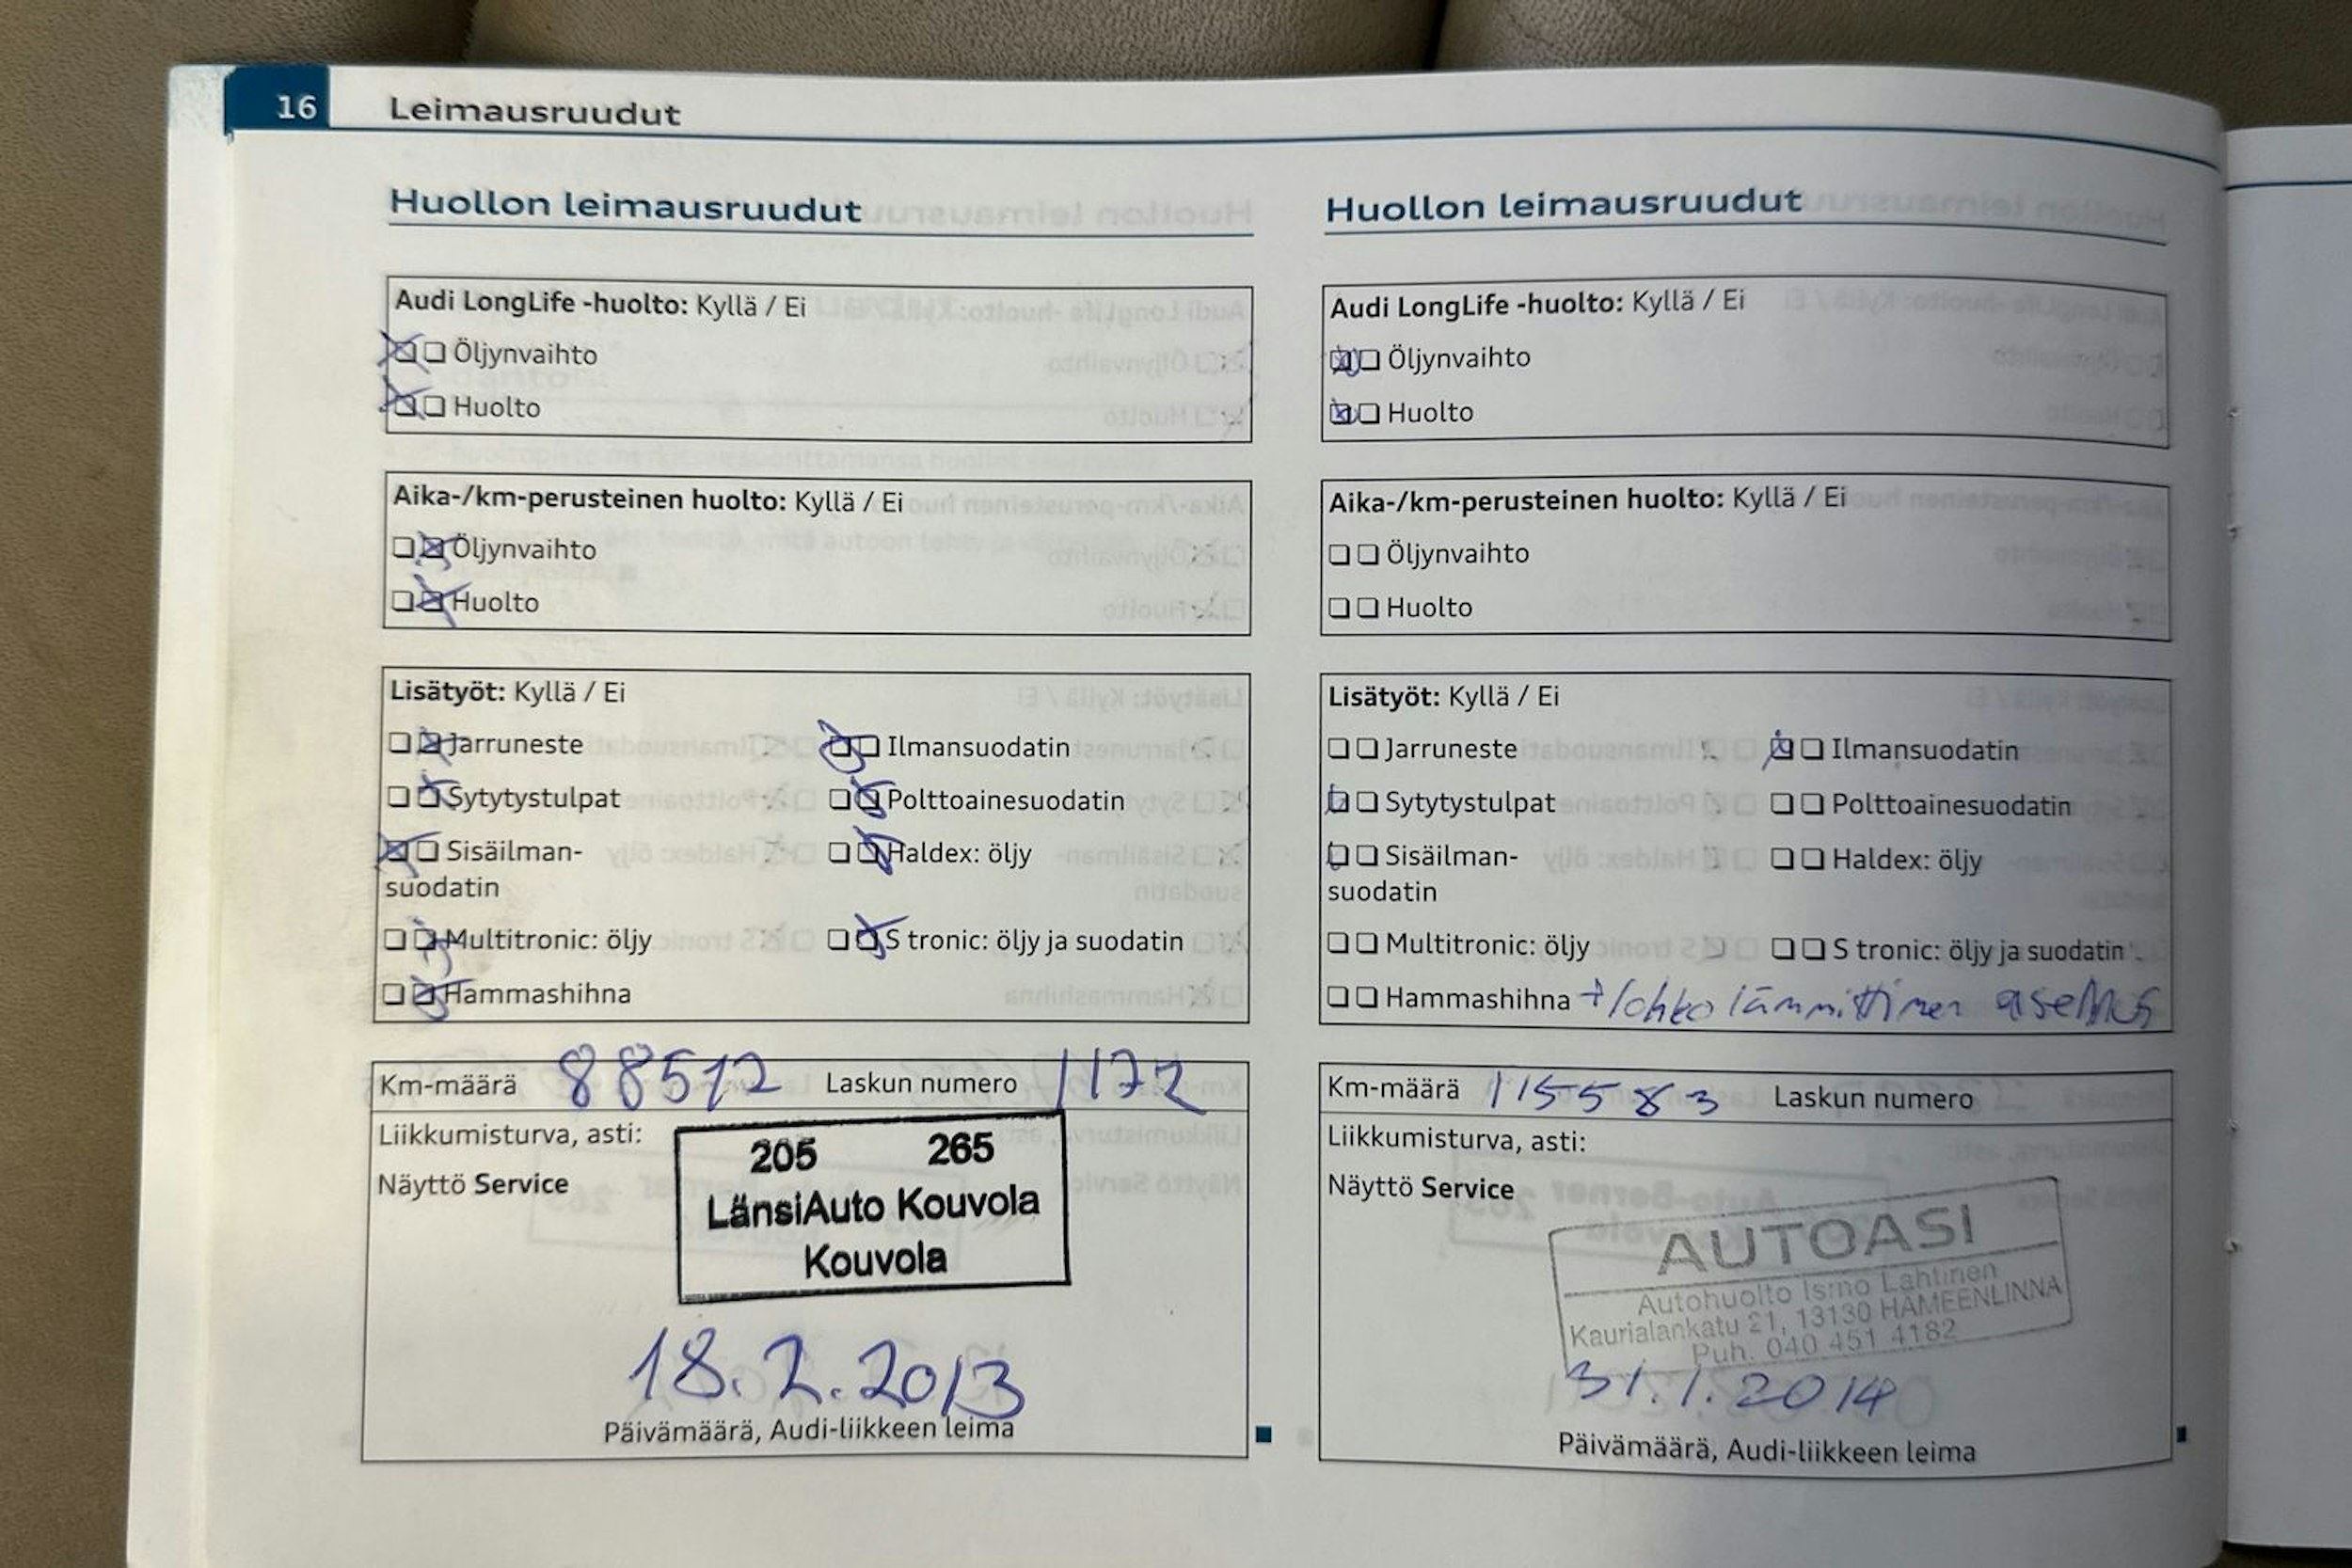 16 Leimausruudut
Huollon leimausruudut
Audi LongLife -huolto: Kyllä / Ei
Öljynvaihto
Huolto
Aika-/km-perusteinen huolto: Kyllä / Ei
Öljynvaihto
Huolto
Lisätyöt: Kyllä / Ei
Jarruneste
Ilmansuodatin
Sytytystulpat
Polttoainesuodatin
Sisäilman-
suodatin
Haldex: öljy
Multitronic: öljy
S tronic: öljy ja suodatin
Hammashihna
Km-määrä 88512 Laskun numero 1172
Liikkumisturva, asti:
Näyttö Service
205 265
LänsiAuto Kouvola
Kouvola
18.2.2013
Päivämäärä, Audi-liikkeen leima
Huollon leimausruudut
Audi LongLife -huolto: Kyllä / Ei
Öljynvaihto
Huolto
Aika-/km-perusteinen huolto: Kyllä / Ei
Öljynvaihto
Huolto
Lisätyöt: Kyllä / Ei
Jarruneste
Ilmansuodatin
Sytytystulpat
Polttoainesuodatin
Sisäilman-
suodatin
Haldex: öljy
Multitronic: öljy
S tronic: öljy ja suodatin
Hammashihna + lohkolämmittimen asennus
Km-määrä 115583 Laskun numero
Liikkumisturva, asti:
Näyttö Service
AUTOASI
Autohuolto Ismo Lahtinen
Kaurialankatu 21, 13130 HÄMEENLINNA
Puh. 040 451 4182
31.1.2014
Päivämäärä, Audi-liikkeen leima